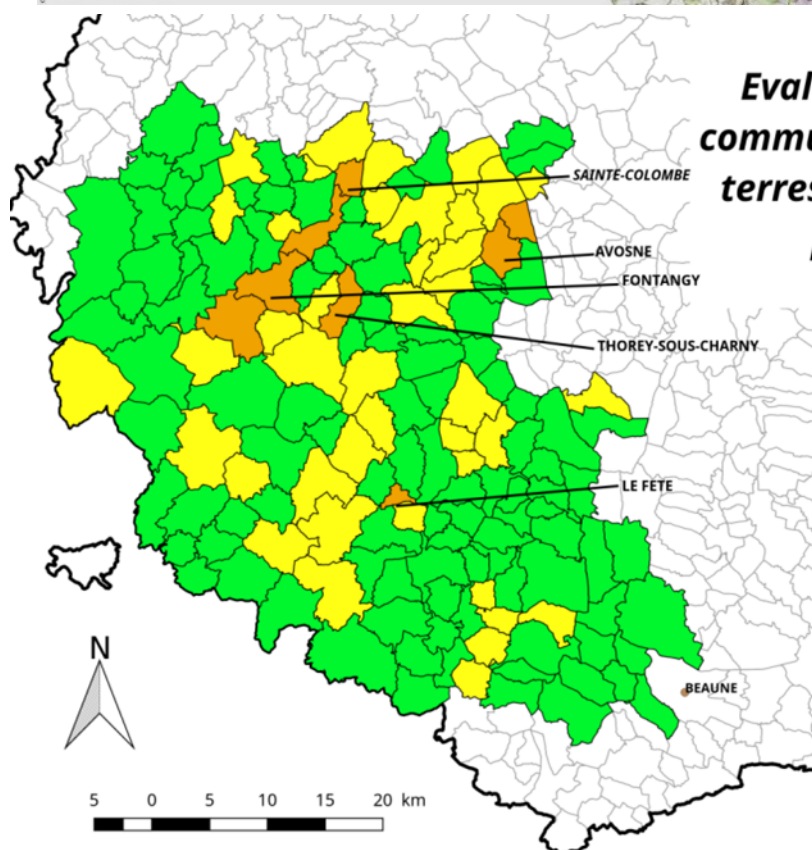 Eval
commu
terres
SAINTE-COLOMBE
AVOSNE
FONTANGY
THOREY-SOUS-CHARNY
LE FETE
BEAUNE
N
5 0 5 10 15 20 km